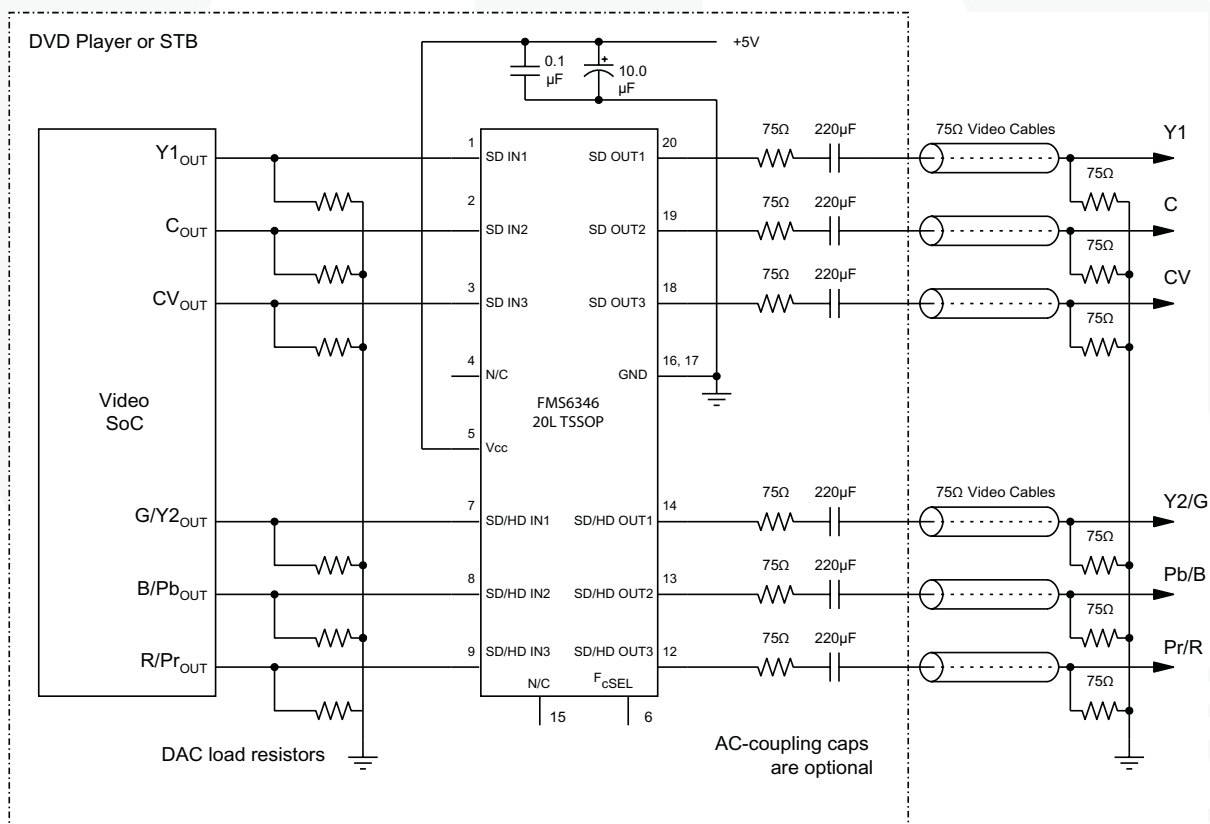 DVD Player or STB
+5V
0.1
µF
10.0
µF
Video
SoC
Y1OUT
COUT
CVOUT
G/Y2OUT
B/PbOUT
R/PrOUT
DAC load resistors
1
SD IN1
2
SD IN2
3
SD IN3
4
N/C
5
Vcc
7
SD/HD IN1
8
SD/HD IN2
9
SD/HD IN3
FMS6346
20L TSSOP
SD OUT1
20
SD OUT2
19
SD OUT3
18
GND
16, 17
SD/HD OUT1
14
SD/HD OUT2
13
SD/HD OUT3
12
N/C
15
FcSEL
6
75Ω 220µF
75Ω 220µF
75Ω 220µF
75Ω 220µF
75Ω 220µF
75Ω 220µF
AC-coupling caps
are optional
75Ω Video Cables
Y1
75Ω
C
75Ω
CV
75Ω
75Ω Video Cables
Y2/G
75Ω
Pb/B
75Ω
Pr/R
75Ω